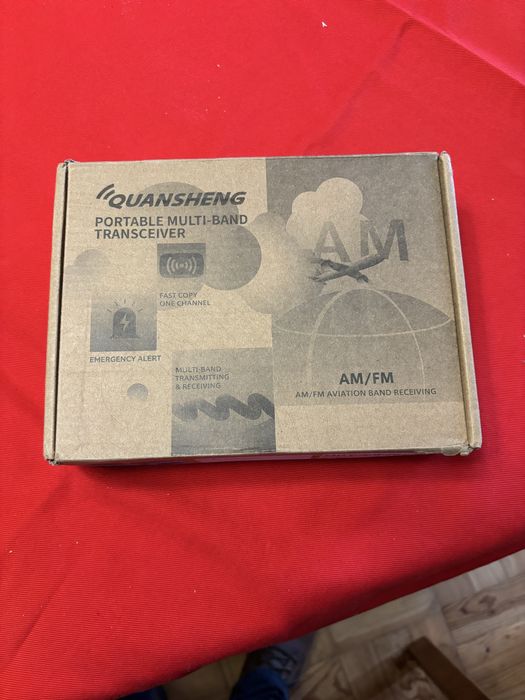 QUANSHENG
PORTABLE MULTI-BAND
TRANSCEIVER
AM
FAST COPY
ONE CHANNEL
EMERGENCY ALERT
MULTI-BAND
TRANSMITTING
& RECEIVING
AM/FM
AM/FM AVIATION BAND RECEIVING